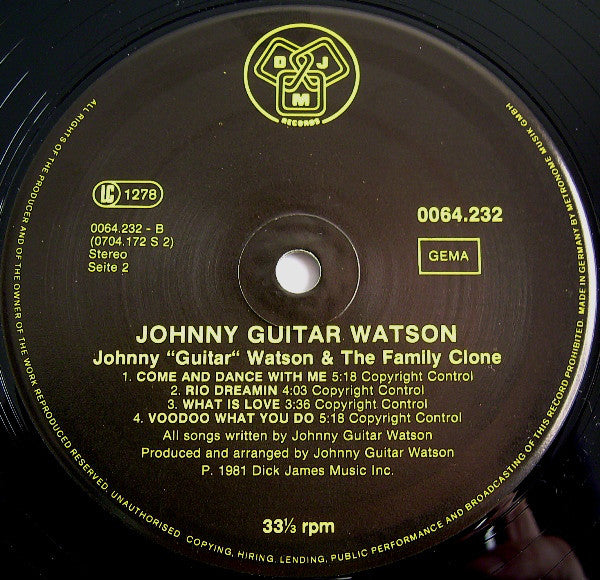 D J M
RECORDS
LC 1278
0064.232 - B
(0704.172 S 2)
Stereo
Seite 2
0064.232
GEMA
JOHNNY GUITAR WATSON
Johnny "Guitar“ Watson & The Family Clone
1. COME AND DANCE WITH ME 5:18 Copyright Control
2. RIO DREAMIN 4:03 Copyright Control
3. WHAT IS LOVE 3:36 Copyright Control
4. VOODOO WHAT YOU DO 5:18 Copyright Control
All songs written by Johnny Guitar Watson
Produced and arranged by Johnny Guitar Watson
P. 1981 Dick James Music Inc.
33⅓ rpm
ALL RIGHTS OF THE PRODUCER AND OF THE OWNER OF THE WORK REPRODUCED RESERVED. UNAUTHORISED COPYING, HIRING, LENDING, PUBLIC PERFORMANCE AND BROADCASTING OF THIS RECORD PROHIBITED. MADE IN GERMANY BY METRONOME MUSIK GMBH